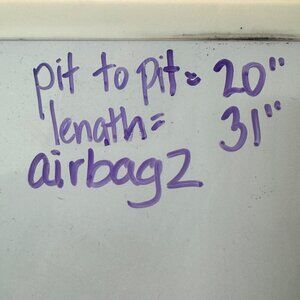 pit to pit = 20"
length = 31"
airbag2